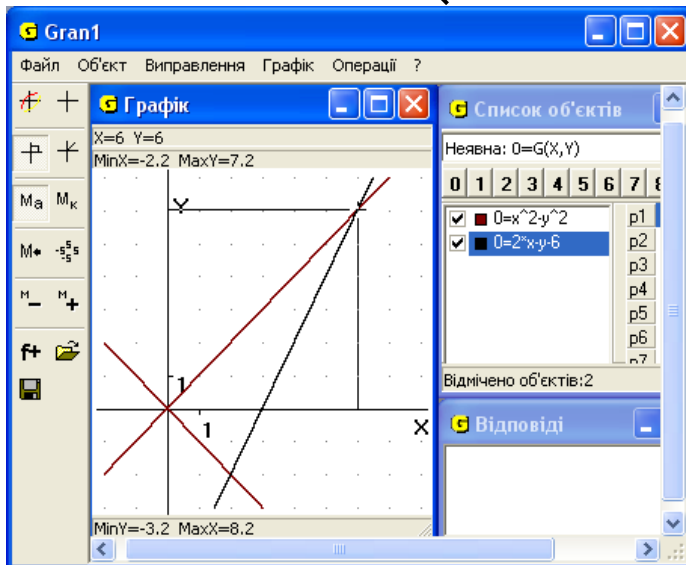 Gran1
Файл Об'єкт Виправлення Графік Операції ?
Графік
X=6 Y=6
MinX=-2.2 MaxY=7.2
Y
1
1
X
MinY=-3.2 MaxX=8.2
Ma Мк
M
-s s s
M M
f+
Список об'єктів
Неявна: 0=G(X,Y)
0 1 2 3 4 5 6 7
0=x^2-y^2
0=2*x-y-6
p1
p2
p3
p4
p5
p6
Відмічено об'єктів:2
Відповіді